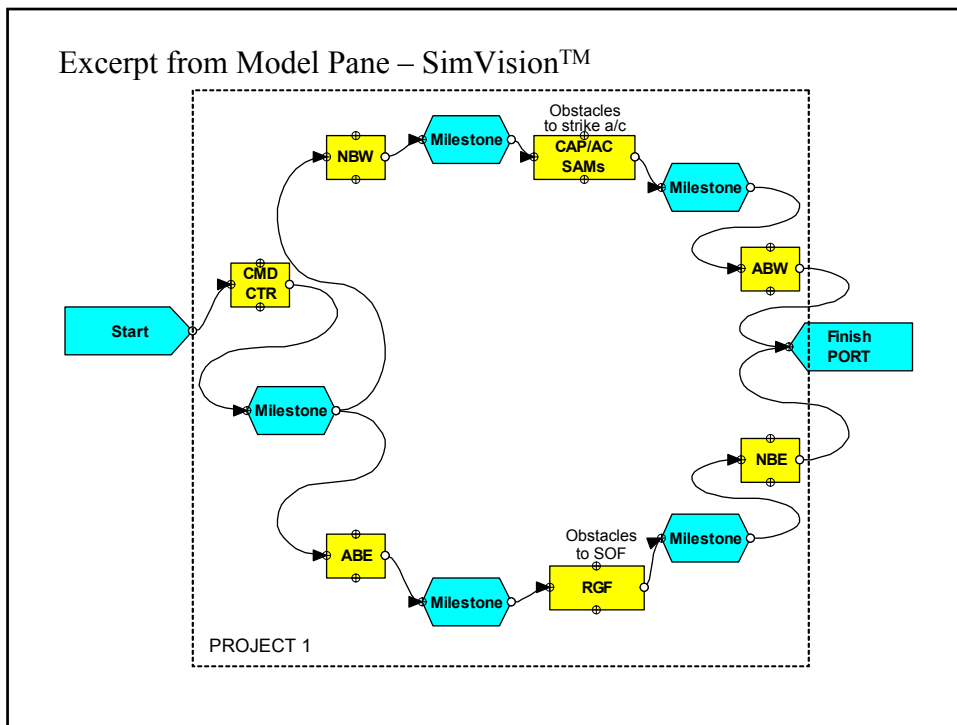 Excerpt from Model Pane – SimVision™
Obstacles
to strike a/c
NBW
Milestone
CAP/AC
SAMs
Milestone
CMD
CTR
ABW
Start
Finish
PORT
Milestone
NBE
Obstacles
to SOF
Milestone
ABE
RGF
Milestone
PROJECT 1